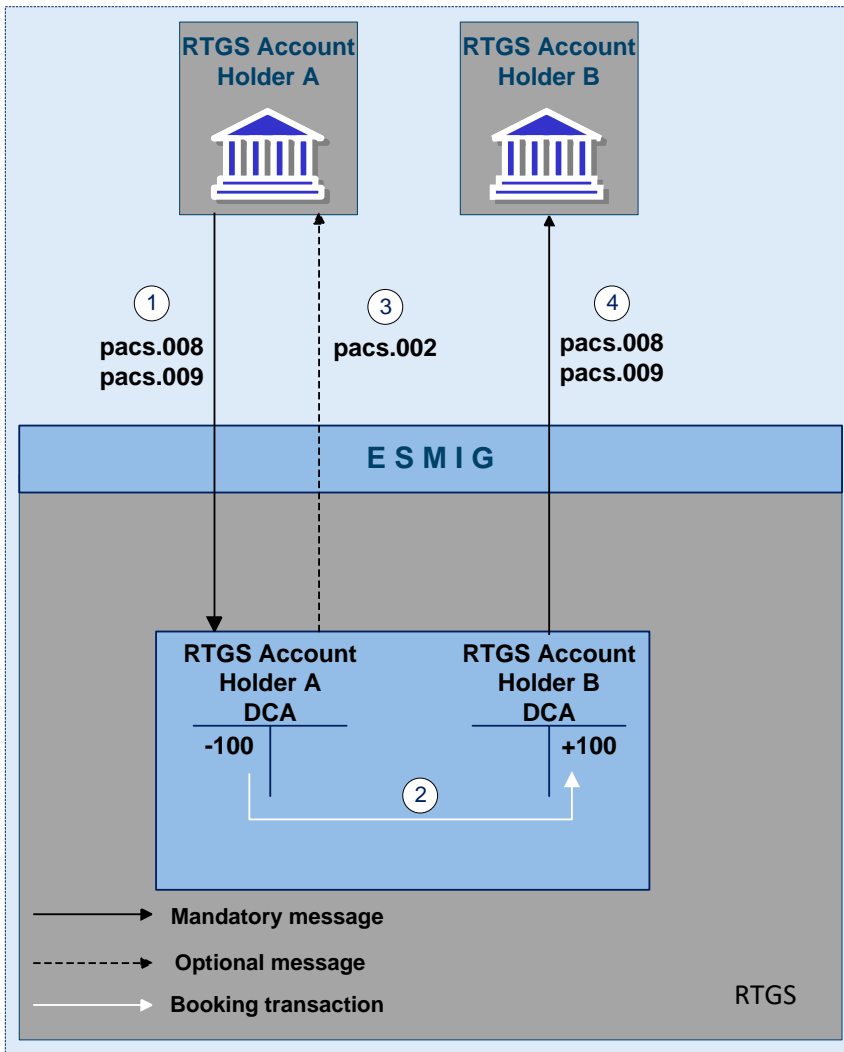 RTGS Account
Holder A
RTGS Account
Holder B
1
pacs.008
pacs.009
3
pacs.002
4
pacs.008
pacs.009
E S M I G
RTGS Account
Holder A
DCA
-100
RTGS Account
Holder B
DCA
+100
2
Mandatory message
Optional message
Booking transaction
RTGS